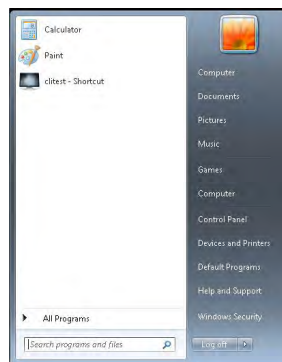 Calculator
Paint
clitest - Shortcut
All Programs
Search programs and files
Computer
Documents
Pictures
Music
Games
Computer
Control Panel
Devices and Printers
Default Programs
Help and Support
Windows Security
Log off